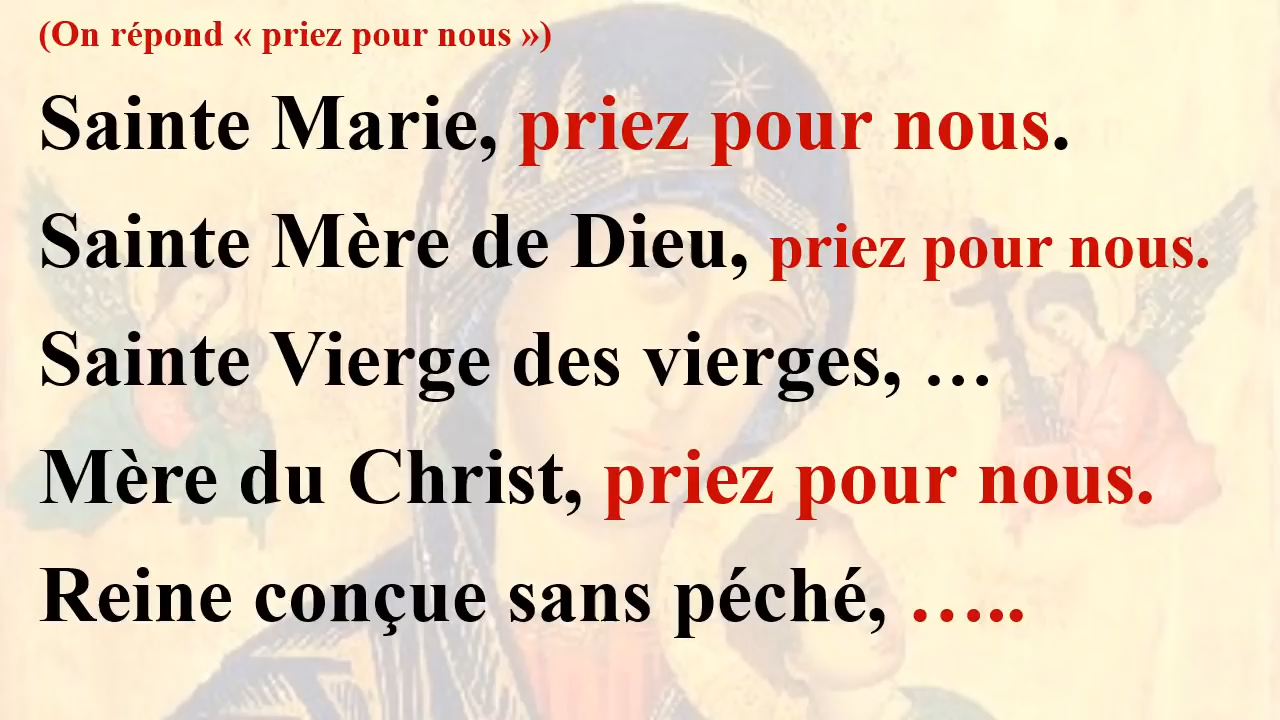 (On répond « priez pour nous »)
Sainte Marie, priez pour nous.
Sainte Mère de Dieu, priez pour nous.
Sainte Vierge des vierges, …
Mère du Christ, priez pour nous.
Reine conçue sans péché, …..